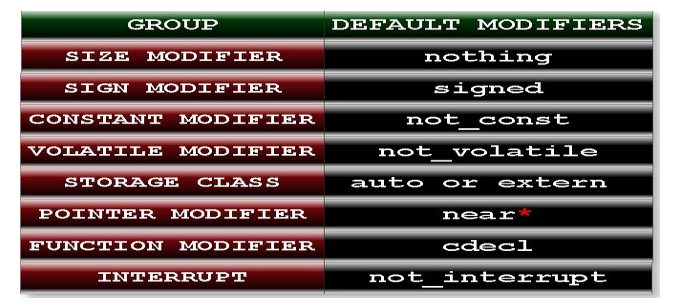 GROUP DEFAULT MODIFIERS
SIZE MODIFIER nothing
SIGN MODIFIER signed
CONSTANT MODIFIER not_const
VOLATILE MODIFIER not_volatile
STORAGE CLASS auto or extern
POINTER MODIFIER near*
FUNCTION MODIFIER cdecl
INTERRUPT not_interrupt